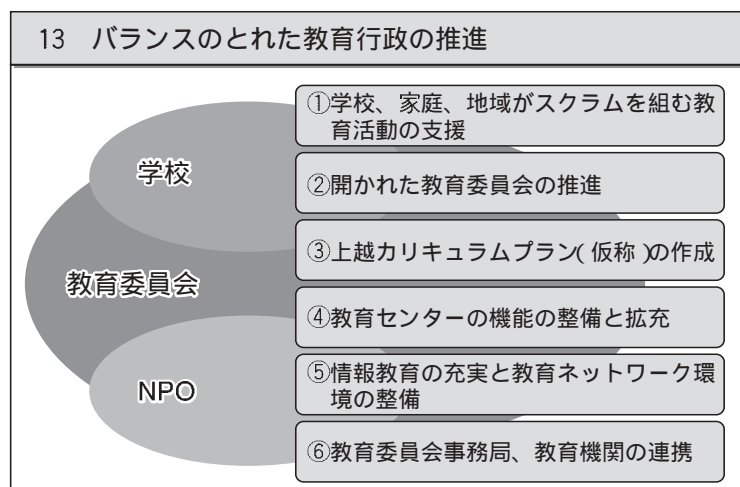 13 バランスのとれた教育行政の推進
学校
教育委員会
NPO
①学校、家庭、地域がスクラムを組む教
育活動の支援
②開かれた教育委員会の推進
③上越カリキュラムプラン(仮称)の作成
④教育センターの機能の整備と拡充
⑤情報教育の充実と教育ネットワーク環
境の整備
⑥教育委員会事務局、教育機関の連携